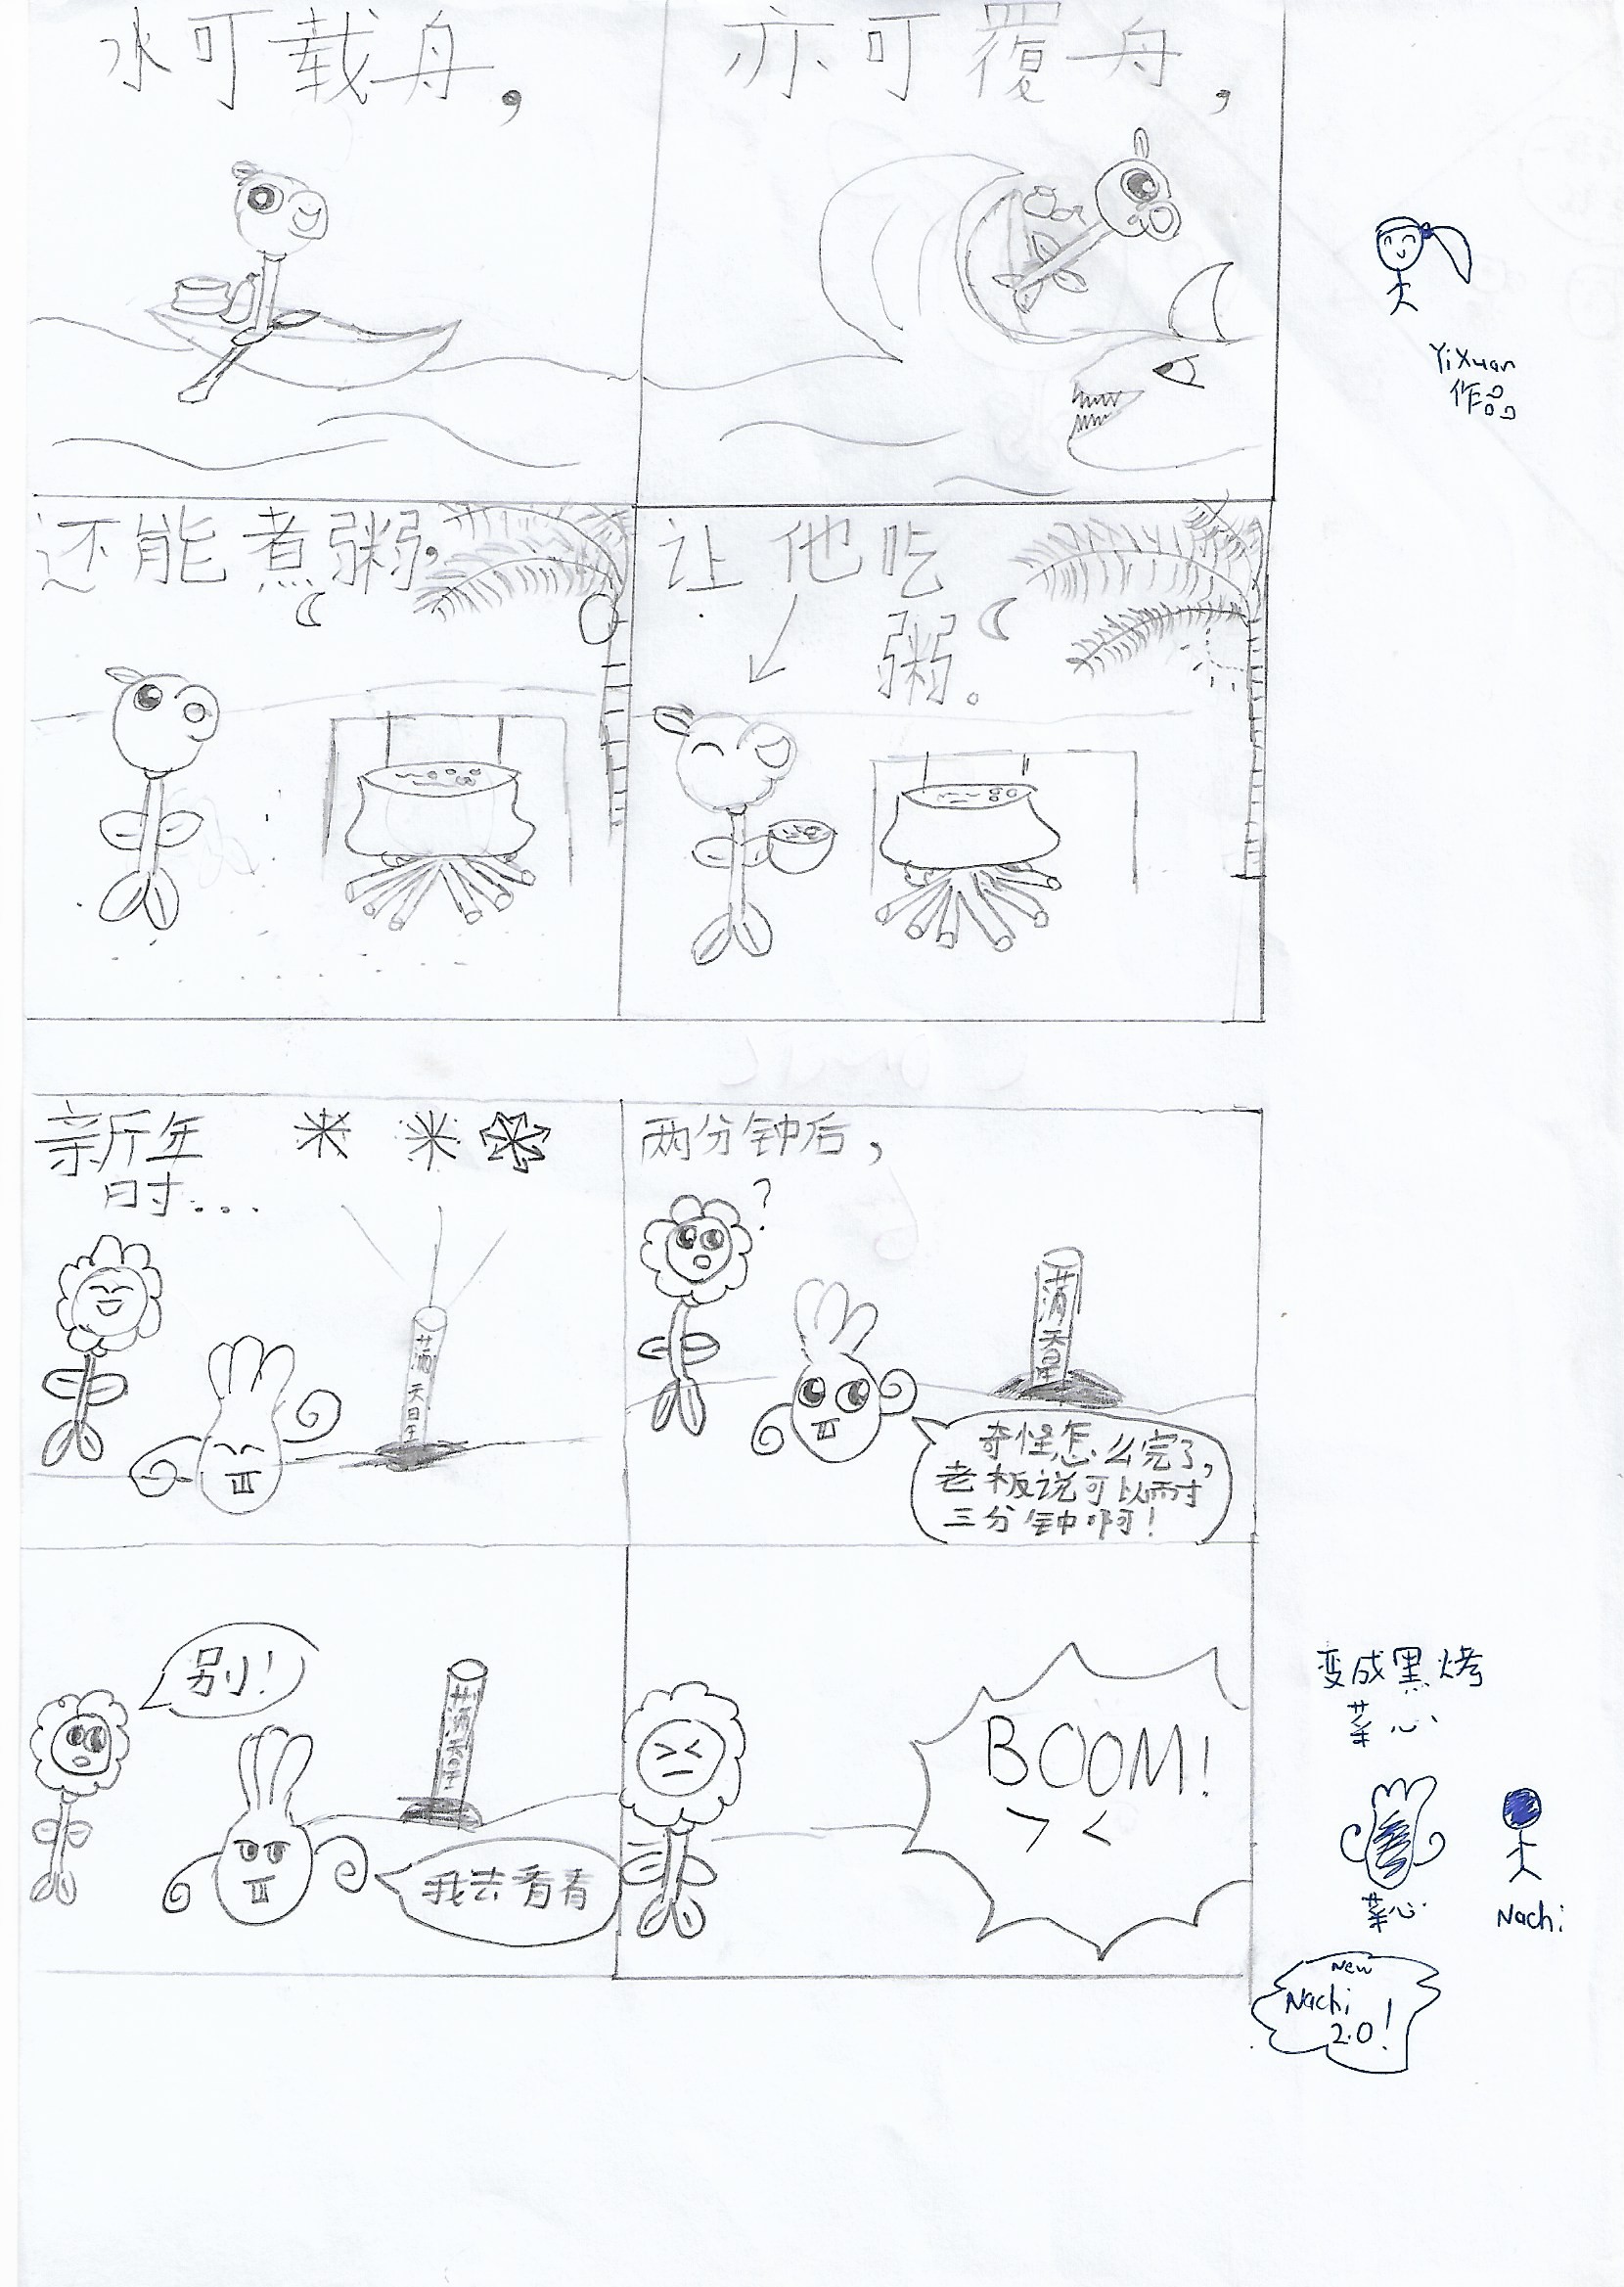 水可载舟，
亦可覆舟，
YiXuan
作品
还能煮粥，
让他吃
粥。
新年
时...
满天星
两分钟后，
?
满天星
奇怪怎么完了，
老板说可以耐
三分钟啊！
别！
满天星
我去看看
BOOM!
变成黑烤
菜心
菜心
Nachi
New
Nachi
2.0!